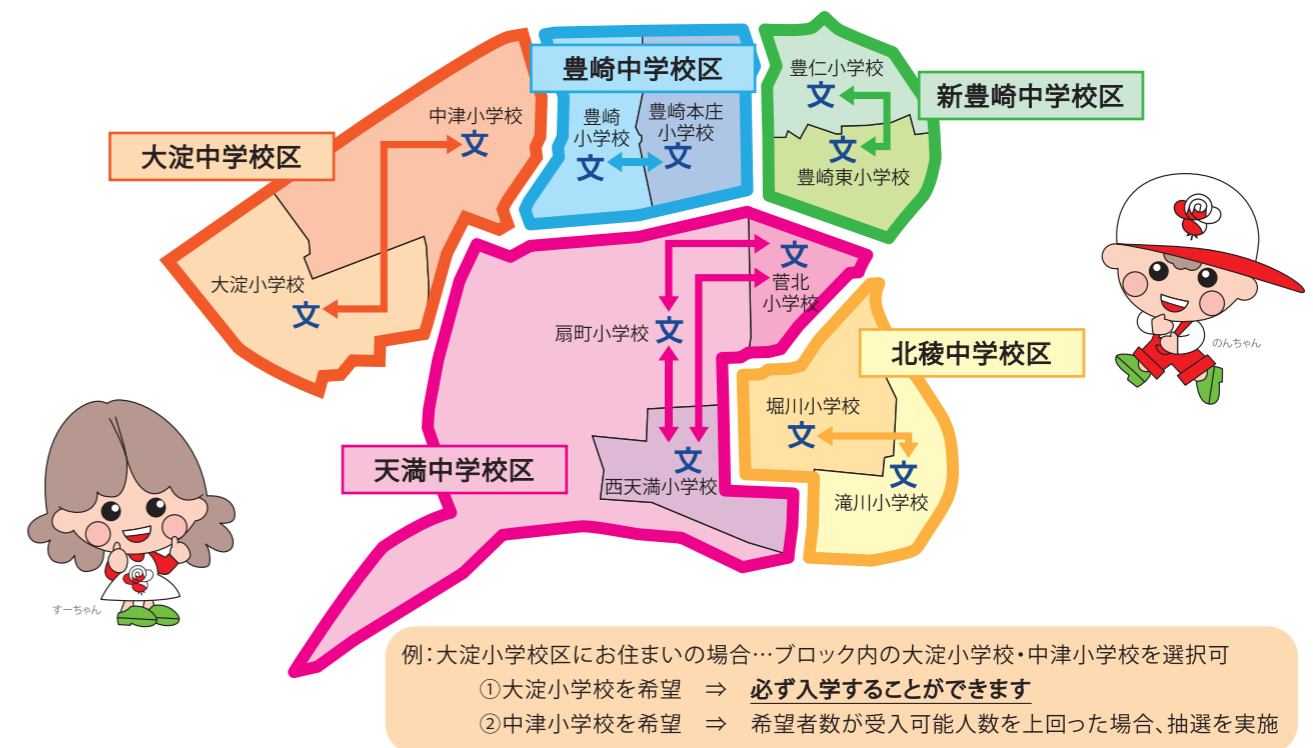 豊崎中学校区
豊仁小学校
文
新豊崎中学校区
中津小学校
文
豊崎
小学校
文
豊崎本庄
小学校
文
文
豊崎東小学校
大淀中学校区
大淀小学校
文
文
菅北
小学校
扇町小学校
文
北稜中学校区
のんちゃん
堀川小学校
文
天満中学校区
文
西天満小学校
文
滝川小学校
すーちゃん
例：大淀小学校区にお住まいの場合…ブロック内の大淀小学校・中津小学校を選択可
①大淀小学校を希望　⇒　必ず入学することができます
②中津小学校を希望　⇒　希望者数が受入可能人数を上回った場合、抽選を実施